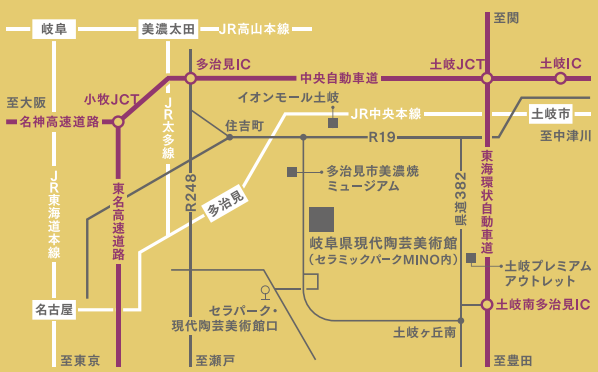 岐阜
美濃太田
JR高山本線
至関
多治見IC
土岐JCT
土岐IC
中央自動車道
至大阪
小牧JCT
名神高速道路
JR太多線
イオンモール土岐
JR中央本線
土岐市
住吉町
R19
至中津川
東海環状自動車道
多治見市美濃焼
ミュージアム
R248
県道382
JR東海道本線
東名高速道路
多治見
岐阜県現代陶芸美術館
（セラミックパークMINO内）
土岐プレミアム
アウトレット
名古屋
セラパーク・
現代陶芸美術館口
土岐南多治見IC
土岐ヶ丘南
至東京
至瀬戸
至豊田